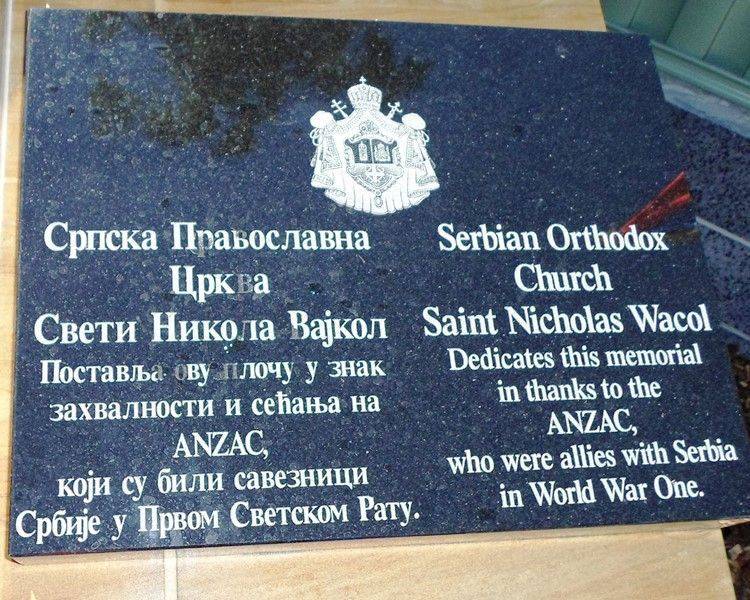 Српска Православна
Црква
Свети Никола Вајкол
Поставља ову плочу у знак
захвалности и сећања на
ANZAC,
који су били савезници
Србије у Првом Светском Рату.
Serbian Orthodox
Church
Saint Nicholas Wacol
Dedicates this memorial
in thanks to the
ANZAC,
who were allies with Serbia
in World War One.